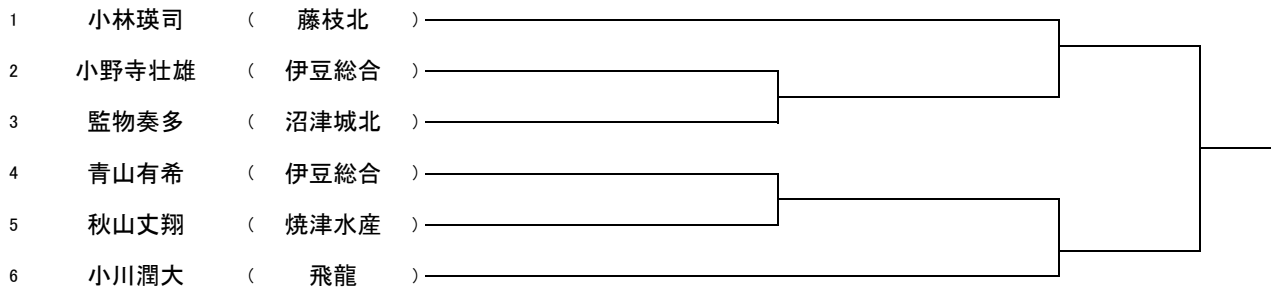 1 小林瑛司 ( 藤枝北 )
2 小野寺壮雄 ( 伊豆総合 )
3 監物奏多 ( 沼津城北 )
4 青山有希 ( 伊豆総合 )
5 秋山丈翔 ( 焼津水産 )
6 小川潤大 ( 飛龍 )